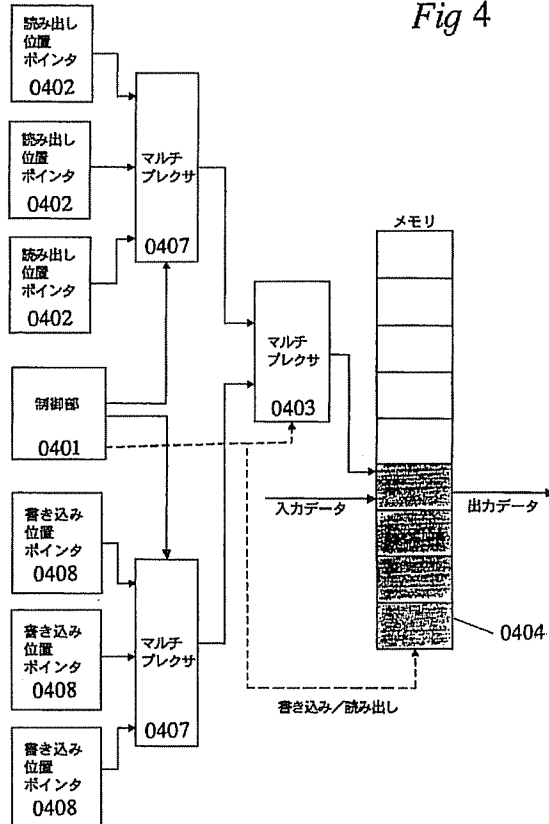 Fig 4
読み出し
位置
ポインタ
0402
読み出し
位置
ポインタ
0402
読み出し
位置
ポインタ
0402
マルチ
プレクサ
0407
制御部
0401
マルチ
プレクサ
0403
メモリ
入力データ
出力データ
0404
書き込み/読み出し
書き込み
位置
ポインタ
0408
書き込み
位置
ポインタ
0408
書き込み
位置
ポインタ
0408
マルチ
プレクサ
0407